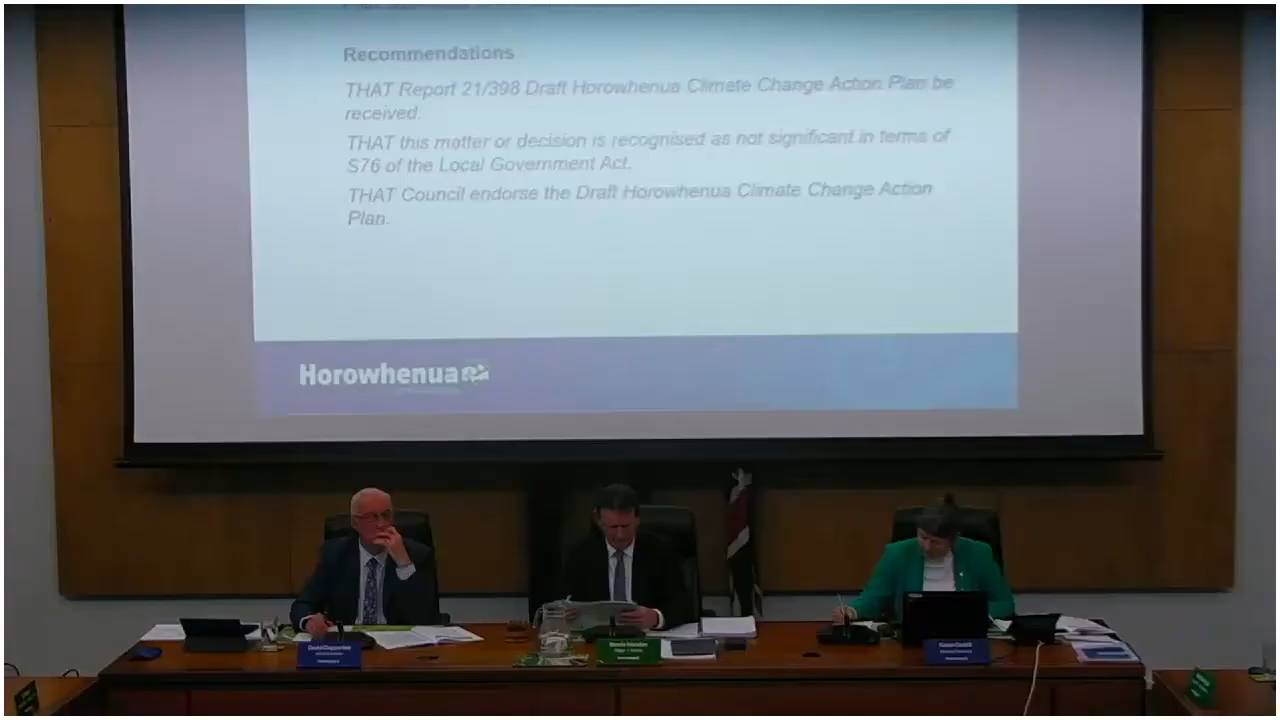 Recommendations
THAT Report 21/398 Draft Horowhenua Climate Change Action Plan be
received.
THAT this matter or decision is recognised as not significant in terms of
S76 of the Local Government Act.
THAT Council endorse the Draft Horowhenua Climate Change Action
Plan.
Horowhenua